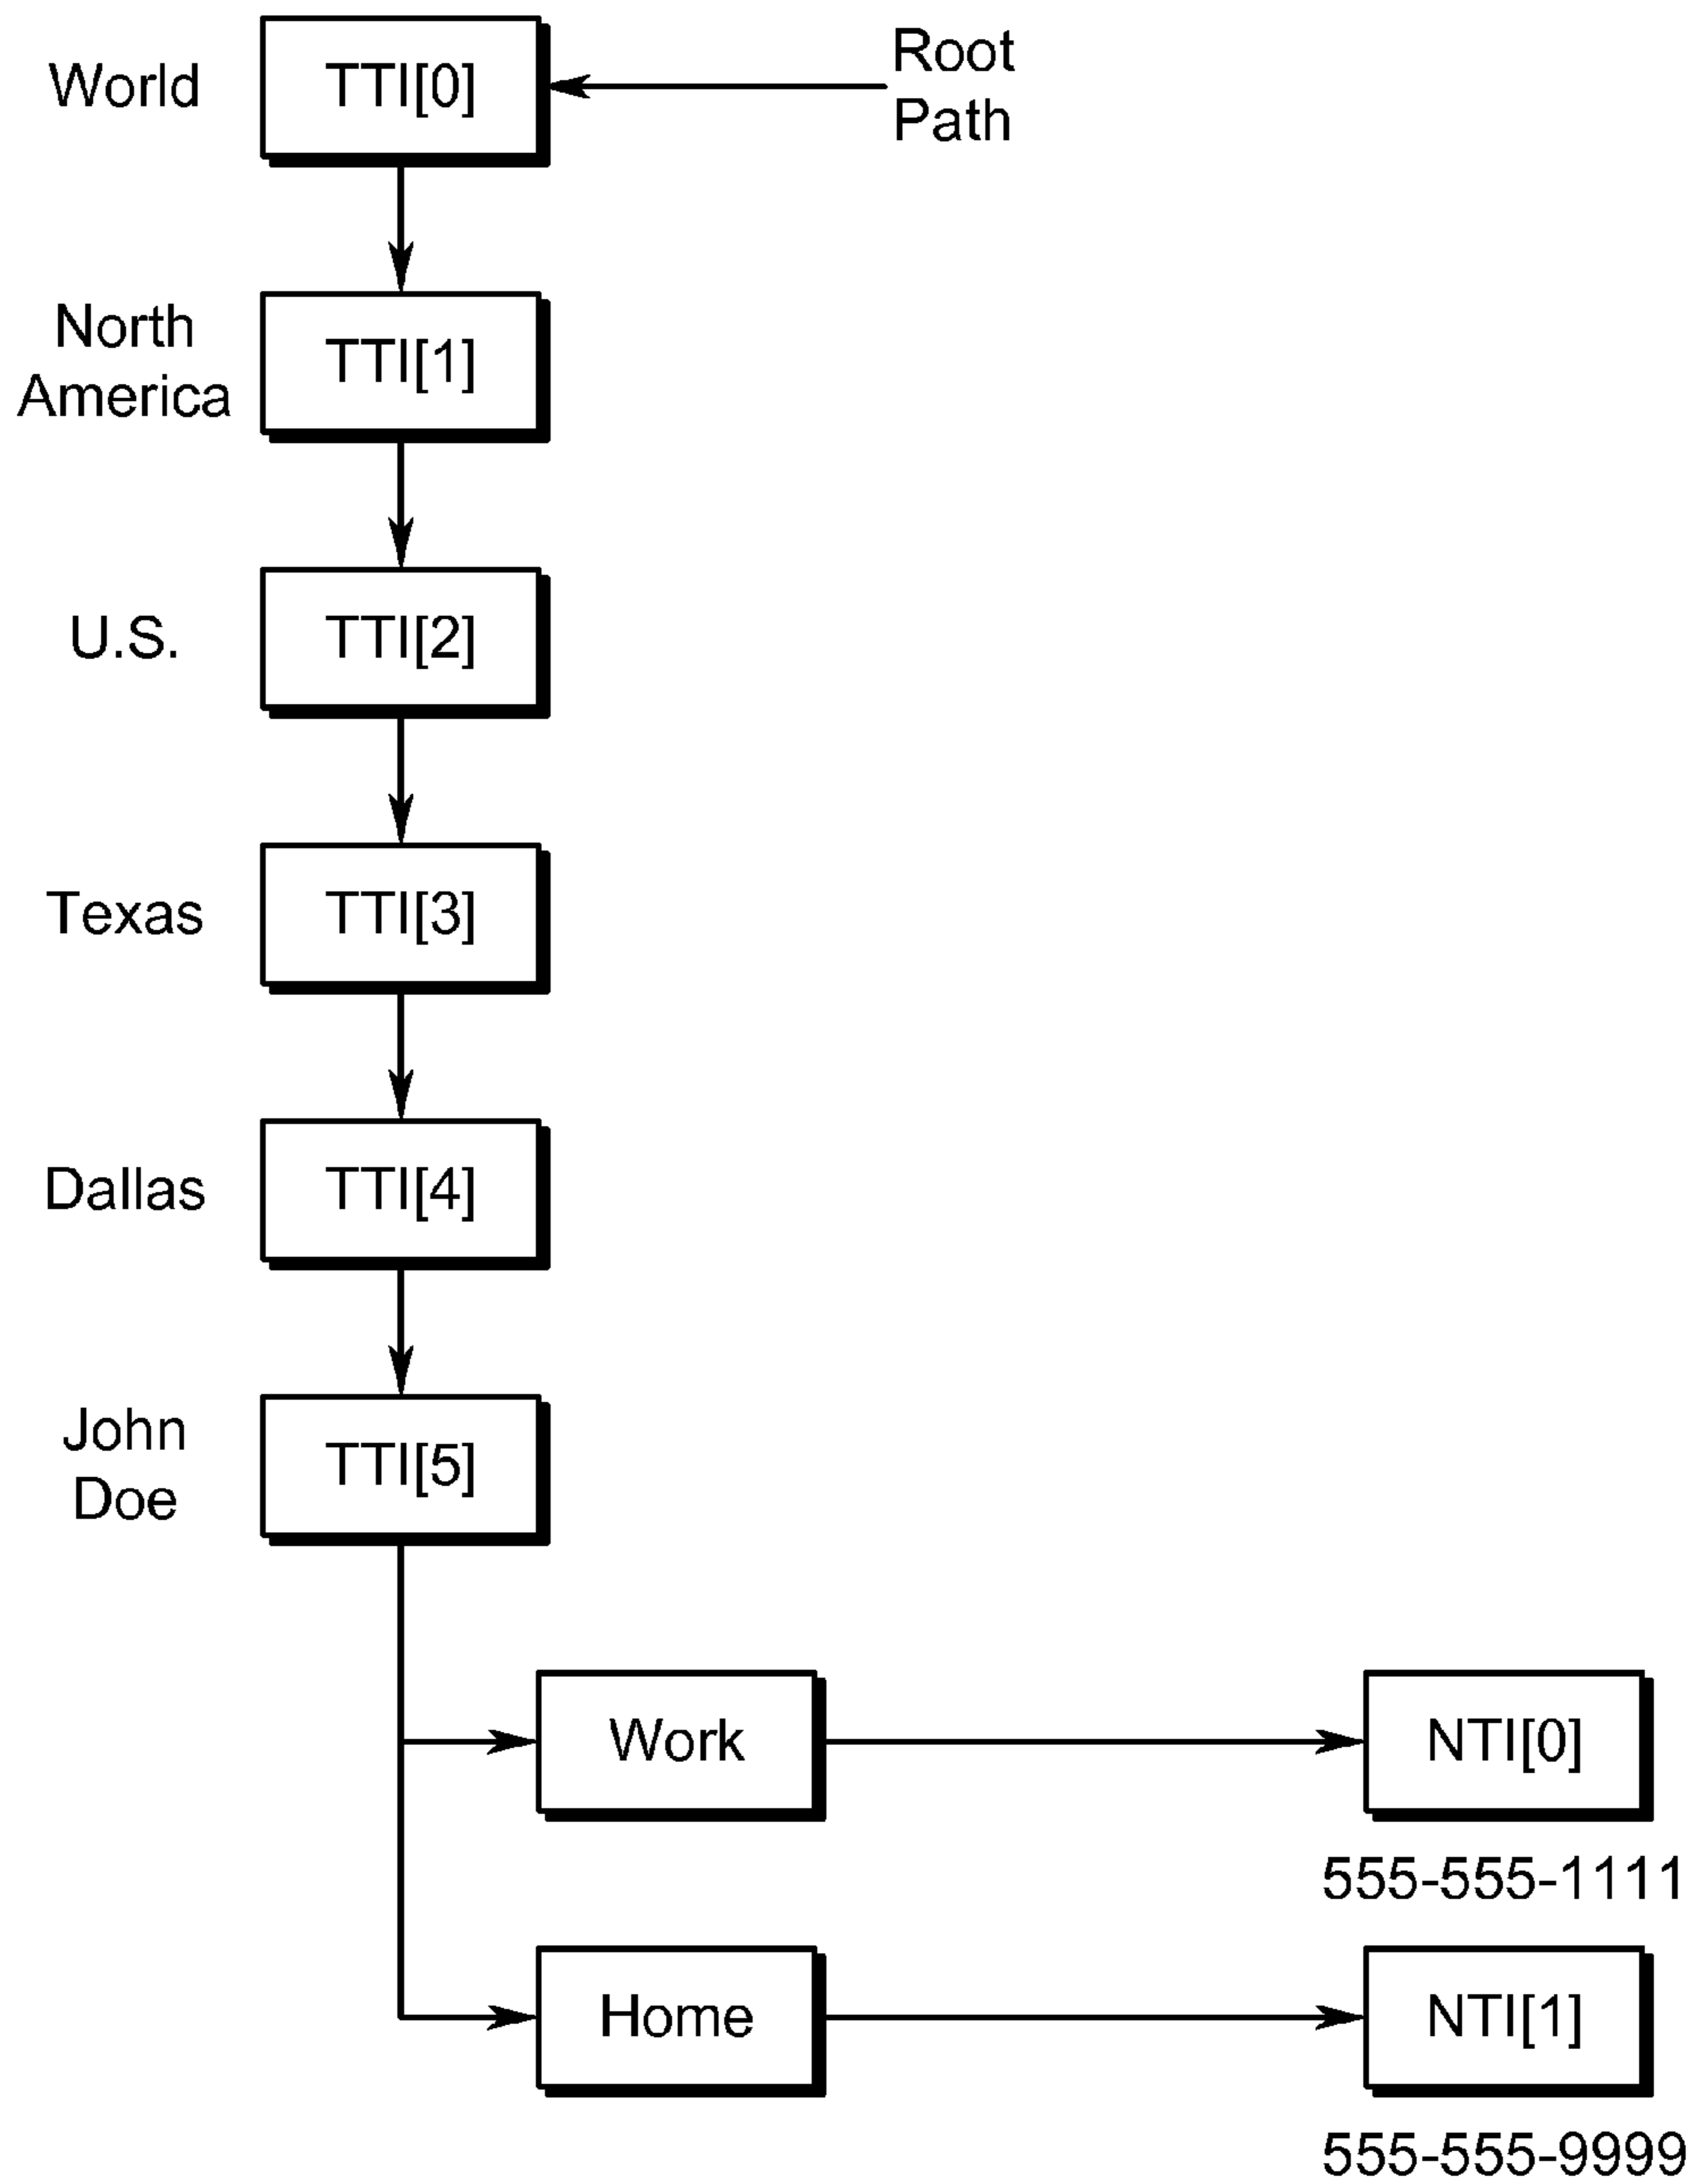 World
TTI[0]
Root
Path
North
America
TTI[1]
U.S.
TTI[2]
Texas
TTI[3]
Dallas
TTI[4]
John
Doe
TTI[5]
Work
NTI[0]
555-555-1111
Home
NTI[1]
555-555-9999